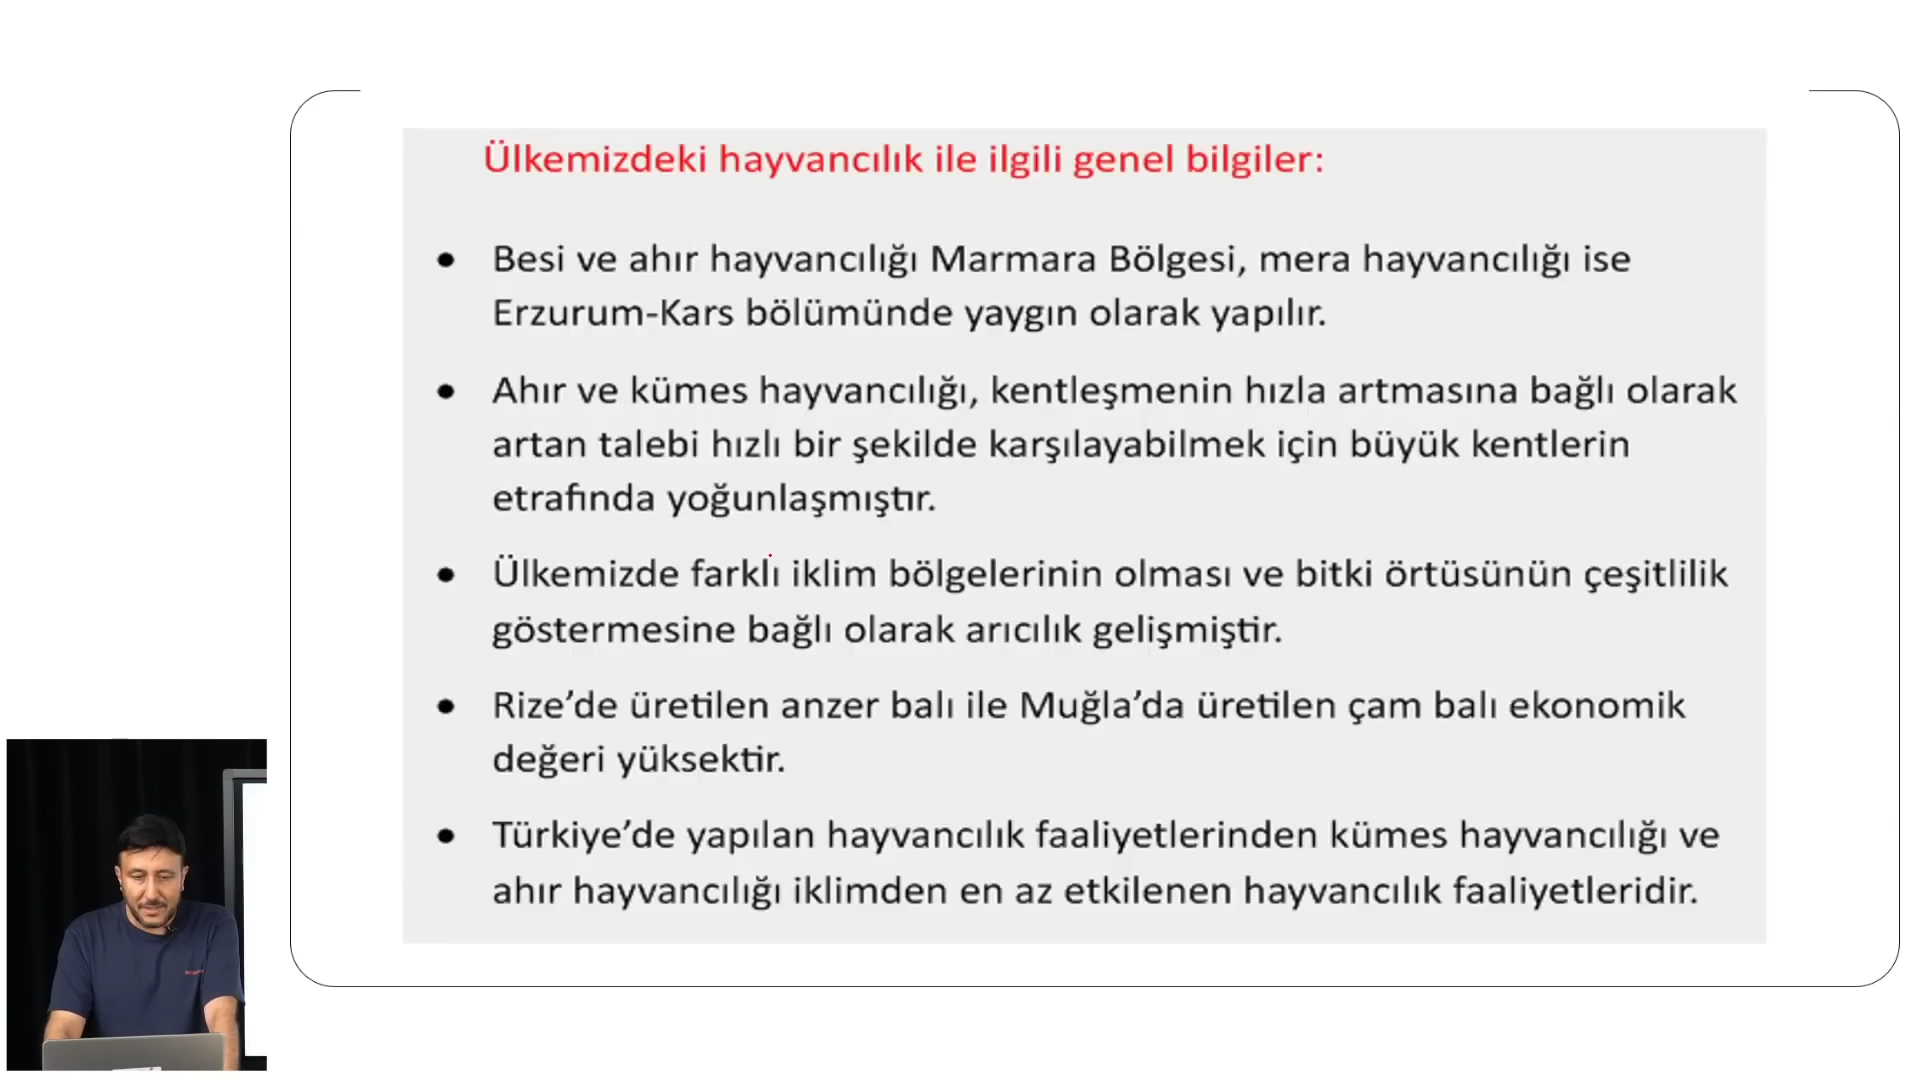 Ülkemizdeki hayvancılık ile ilgili genel bilgiler:
• Besi ve ahır hayvancılığı Marmara Bölgesi, mera hayvancılığı ise
Erzurum-Kars bölümünde yaygın olarak yapılır.
• Ahır ve kümes hayvancılığı, kentleşmenin hızla artmasına bağlı olarak
artan talebi hızlı bir şekilde karşılayabilmek için büyük kentlerin
etrafında yoğunlaşmıştır.
• Ülkemizde farklı iklim bölgelerinin olması ve bitki örtüsünün çeşitlilik
göstermesine bağlı olarak arıcılık gelişmiştir.
• Rize’de üretilen anzer balı ile Muğla’da üretilen çam balı ekonomik
değeri yüksektir.
• Türkiye’de yapılan hayvancılık faaliyetlerinden kümes hayvancılığı ve
ahır hayvancılığı iklimden en az etkilenen hayvancılık faaliyetleridir.